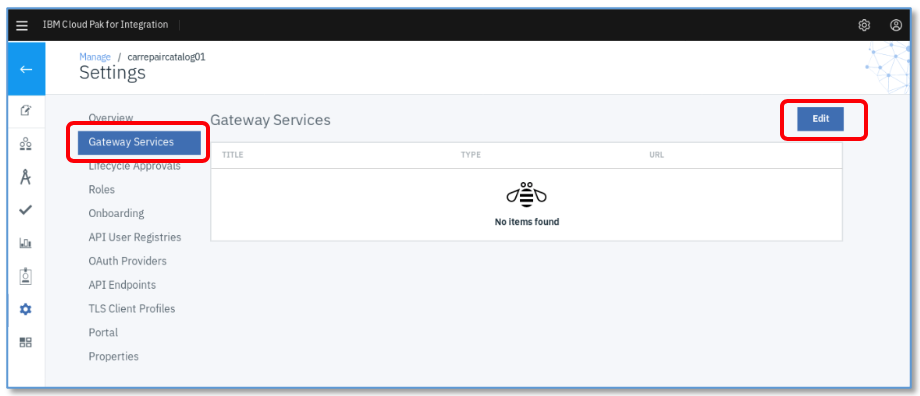 IBM Cloud Pak for Integration
Manage / carrepaircatalog01
Settings
Overview
Gateway Services
Lifecycle Approvals
Roles
Onboarding
API User Registries
OAuth Providers
API Endpoints
TLS Client Profiles
Portal
Properties
Gateway Services
Edit
TITLE TYPE URL
No items found